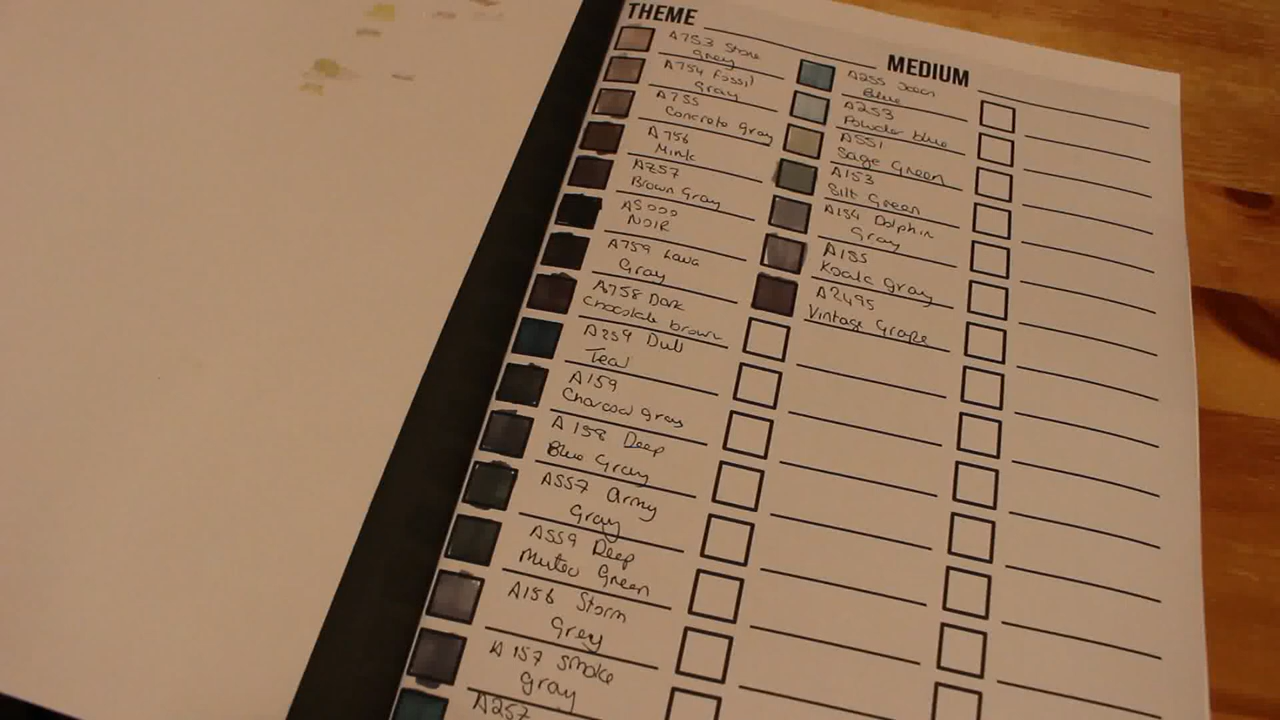 THEME
A753 Stone
Grey
A754 Fossil
Gray
A755
Concrete Gray
A756
Mink
A757
Brown Gray
A5000
NOIR
A759 Lava
Gray
A758 Dark
Chocolate brown
A259 Dull
Teal
A159
Charcoal Gray
A158 Deep
Blue Gray
A557 Army
Gray
A559 Deep
Muted Green
A156 Storm
Grey
A157 Smoke
Gray
A257
MEDIUM
A255 Ocean
Blue
A253
Powder blue
A551
Sage Green
A153
Silt Green
A154 Dolphin
Gray
A155
Koala Gray
A2495
Vintage Grape